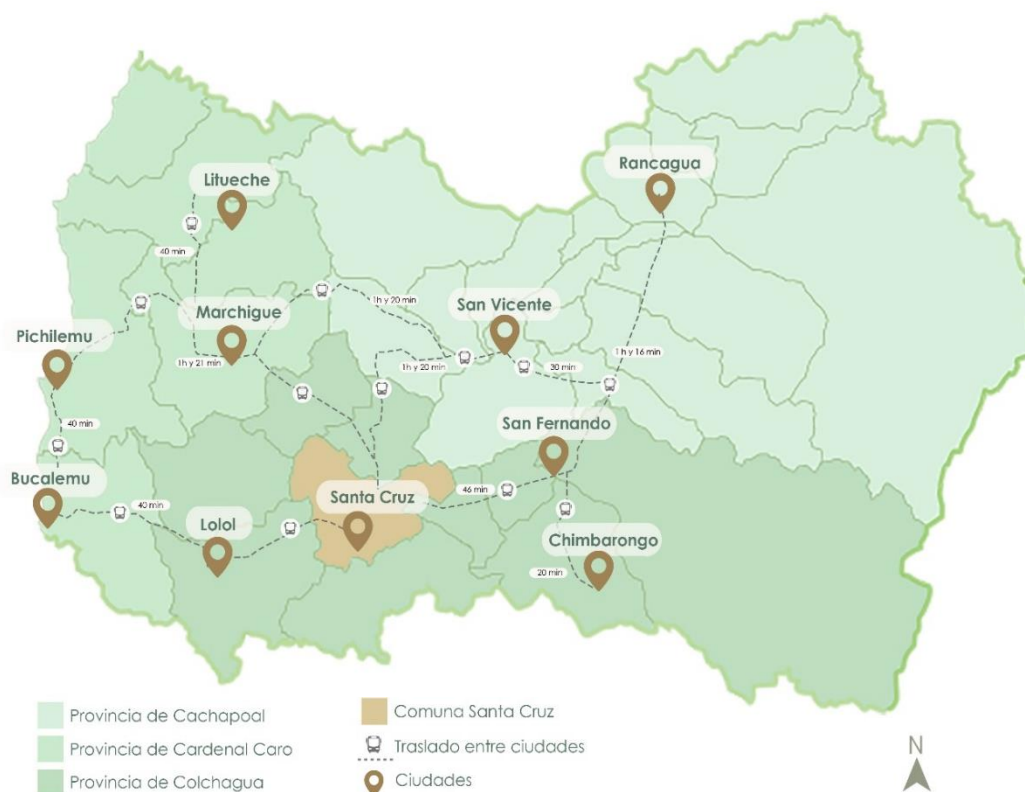 Rancagua
Litueche
40 min
Marchigue
1h y 20 min
San Vicente
Pichilemu
1h y 21 min
1h y 20 min
30 min
1 h y 16 min
40 min
San Fernando
Bucalemu
46 min
Santa Cruz
40 min
Lolol
Chimbarongo
20 min
Provincia de Cachapoal
Provincia de Cardenal Caro
Provincia de Colchagua
Comuna Santa Cruz
Traslado entre ciudades
Ciudades
N